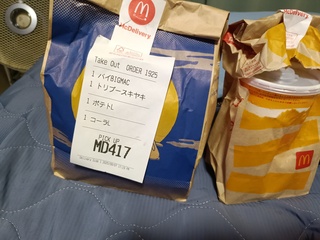 McDelivery
Take Out ORDER 1925
1 バイBIGMAC
1 トリプースキヤキ
1 ポテトL
1 コーラL
PICK UP
MD417